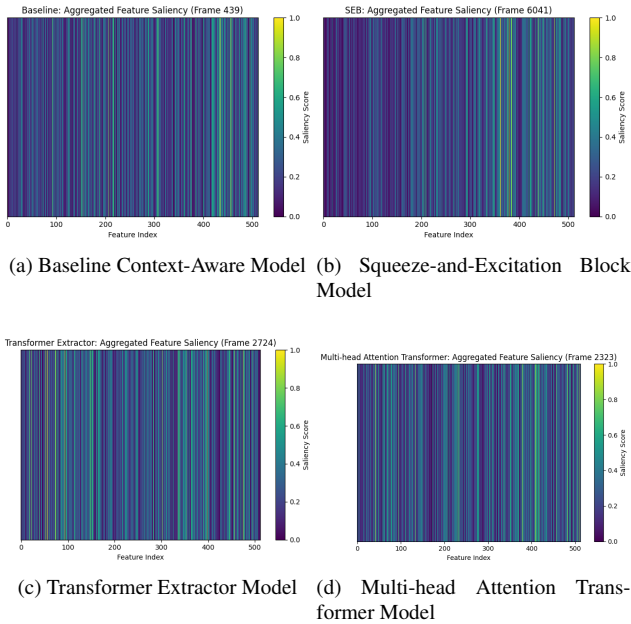 Baseline: Aggregated Feature Saliency (Frame 439)
1.0
0.8
0.6
0.4
0.2
0.0
Saliency Score
0 100 200 300 400 500
Feature Index
(a) Baseline Context-Aware Model
SEB: Aggregated Feature Saliency (Frame 6041)
1.0
0.8
0.6
0.4
0.2
0.0
Saliency Score
0 100 200 300 400 500
Feature Index
(b) Squeeze-and-Excitation Block
Model
Transformer Extractor: Aggregated Feature Saliency (Frame 2724)
1.0
0.8
0.6
0.4
0.2
0.0
Saliency Score
0 100 200 300 400 500
Feature Index
(c) Transformer Extractor Model
Multi-head Attention Transformer: Aggregated Feature Saliency (Frame 2323)
1.0
0.8
0.6
0.4
0.2
0.0
Saliency Score
0 100 200 300 400 500
Feature Index
(d) Multi-head Attention Trans-
former Model